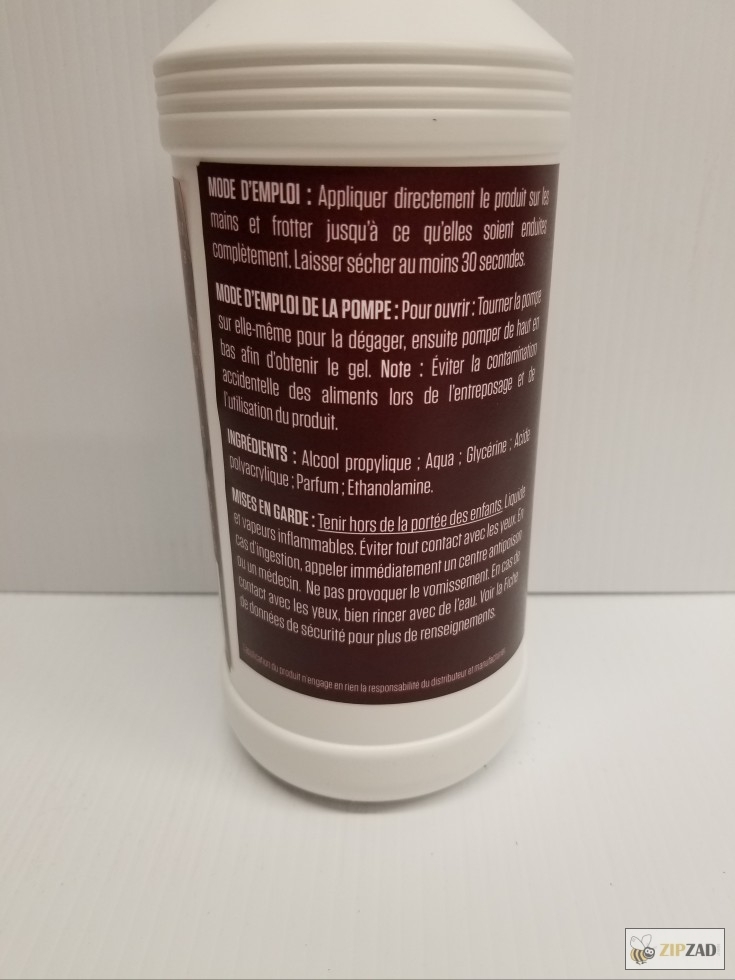 MODE D'EMPLOI : Appliquer directement le produit sur les
mains et frotter jusqu'à ce qu'elles soient enduites
complètement. Laisser sécher au moins 30 secondes.
MODE D'EMPLOI DE LA POMPE : Pour ouvrir : Tourner la pompe
sur elle-même pour la dégager, ensuite pomper de haut en
bas afin d'obtenir le gel. Note : Éviter la contamination
accidentelle des aliments lors de l'entreposage et de
l'utilisation du produit.
INGRÉDIENTS : Alcool propylique ; Aqua ; Glycérine ; Acide
polyacrylique ; Parfum ; Ethanolamine.
MISES EN GARDE : Tenir hors de la portée des enfants. Liquide
et vapeurs inflammables. Éviter tout contact avec les yeux. En
cas d'ingestion, appeler immédiatement un centre antipoison
ou un médecin. Ne pas provoquer le vomissement. En cas de
contact avec les yeux, bien rincer avec de l'eau. Voir la Fiche
de données de sécurité pour plus de renseignements.
L'application du produit n'engage en rien la responsabilité du distributeur et manufacturier
ZIPZAD